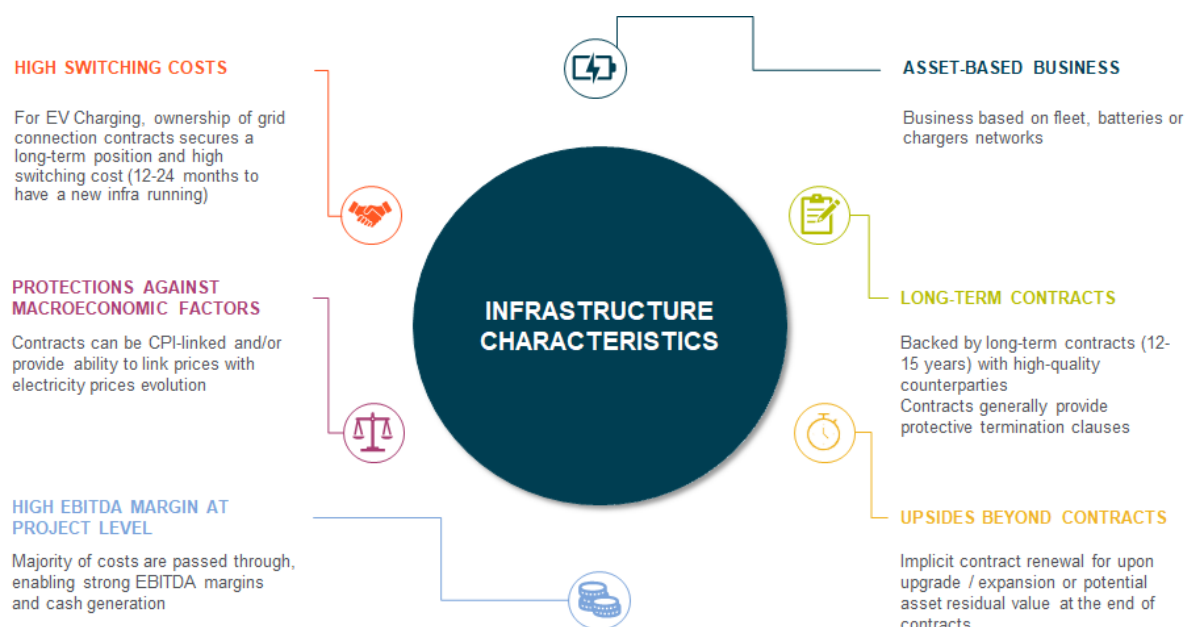 HIGH SWITCHING COSTS
For EV Charging, ownership of grid
connection contracts secures a
long-term position and high
switching cost (12-24 months to
have a new infra running)
PROTECTIONS AGAINST
MACROECONOMIC FACTORS
Contracts can be CPI-linked and/or
provide ability to link prices with
electricity prices evolution
HIGH EBITDA MARGIN AT
PROJECT LEVEL
Majority of costs are passed through,
enabling strong EBITDA margins
and cash generation
INFRASTRUCTURE
CHARACTERISTICS
ASSET-BASED BUSINESS
Business based on fleet, batteries or
chargers networks
LONG-TERM CONTRACTS
Backed by long-term contracts (12-
15 years) with high-quality
counterparties
Contracts generally provide
protective termination clauses
UPSIDES BEYOND CONTRACTS
Implicit contract renewal for upon
upgrade / expansion or potential
asset residual value at the end of
contracts